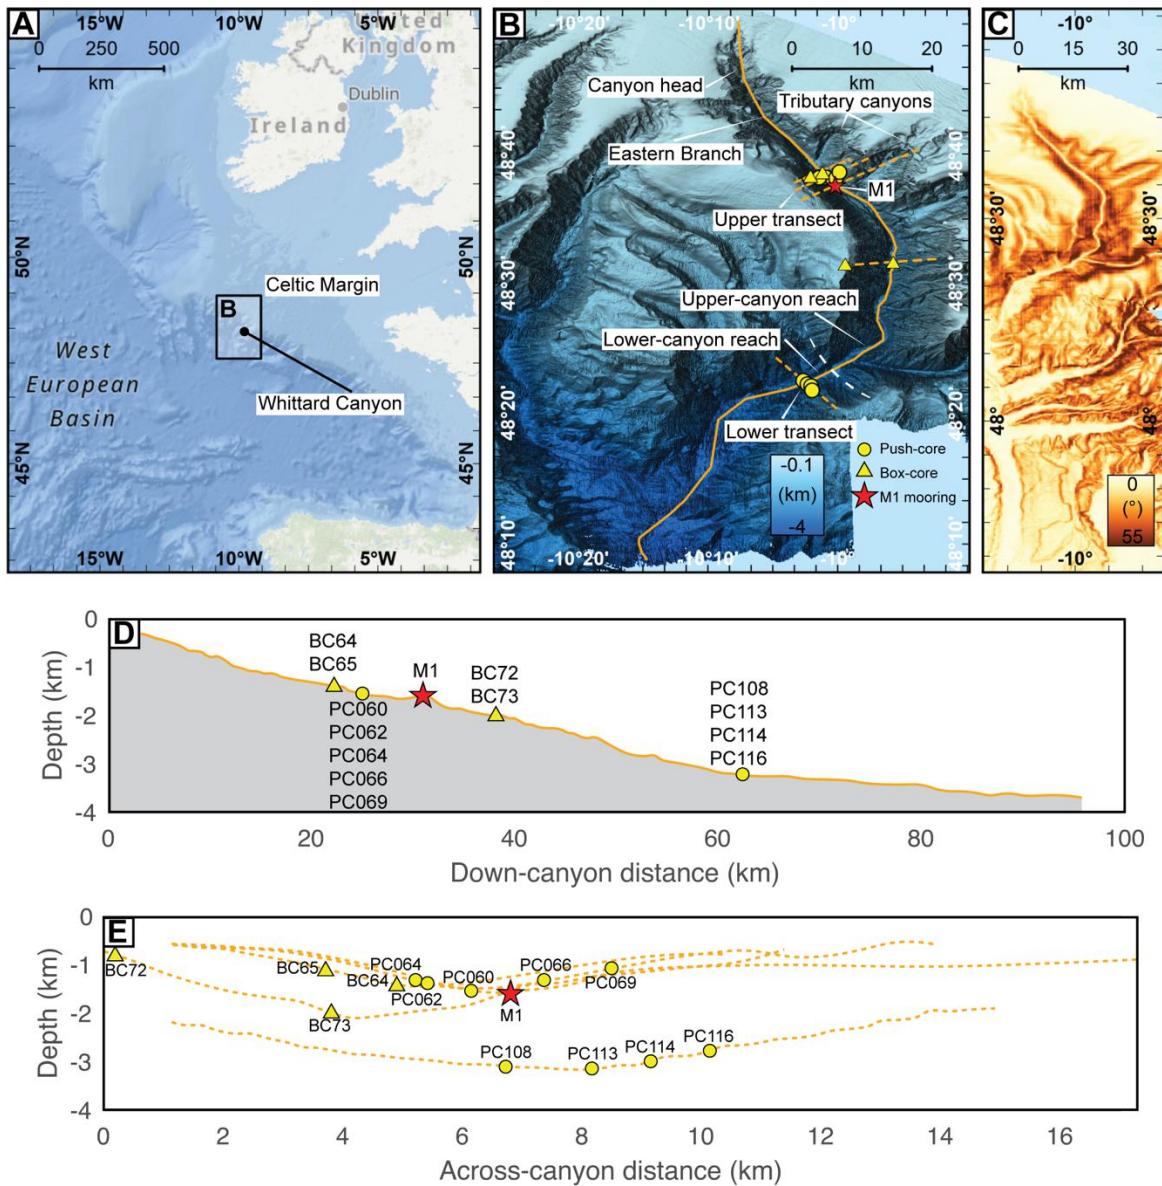 A
0 250 500
km
15°W 10°W 5°W
United
Kingdom
Dublin
Ireland
50°N 50°N
Celtic Margin
B
West
European
Basin
Whittard Canyon
45°N 45°N
15°W 10°W 5°W
B
-10°20' -10°10' -10°
0 10 20
km
Canyon head
Tributary canyons
48°40' 48°40'
Eastern Branch
M1
Upper transect
48°30' 48°30'
Upper-canyon reach
Lower-canyon reach
48°20' 48°20'
Lower transect
Push-core
Box-core
M1 mooring
-0.1
(km)
-4
48°10' 48°10'
-10°20' -10°10' -10°
C
-10°
0 15 30
km
48°30' 48°30'
48° 48°
0
(°)
55
-10°
D
Depth (km)
0
-1
-2
-3
-4
BC64
BC65
PC060
PC062
PC064
PC066
PC069
M1
BC72
BC73
PC108
PC113
PC114
PC116
0 20 40 60 80 100
Down-canyon distance (km)
E
Depth (km)
0
-1
-2
-3
-4
BC72
BC65
PC064
BC64
PC062
PC060
PC066
PC069
M1
BC73
PC108
PC113
PC114
PC116
0 2 4 6 8 10 12 14 16
Across-canyon distance (km)